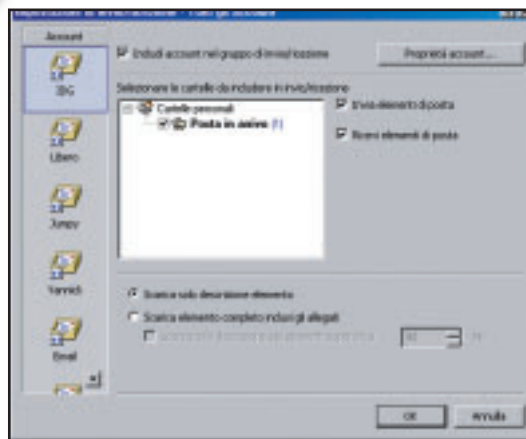 Account
IDG
Libero
Jumpy
Yannick
Email
Includi account nel gruppo di invio/ricezione
Proprietà account...
Selezionare le cartelle da includere in invio/ricezione
Cartelle personali
Posta in arrivo (1)
Invia elementi di posta
Ricevi elementi di posta
Scarica solo descrizione elemento
Scarica elemento completo inclusi gli allegati
OK
Annulla